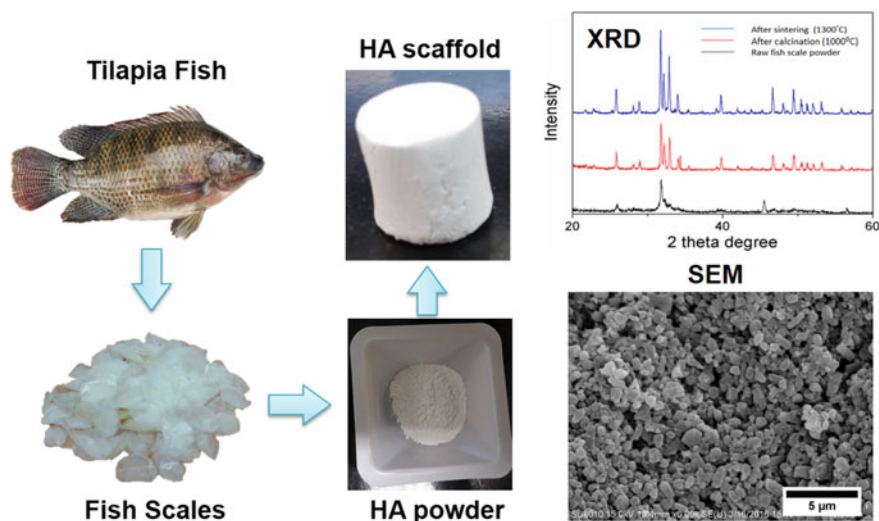 Tilapia Fish
HA scaffold
Fish Scales
HA powder
XRD
After sintering (1300°C)
After calcination (1000⁰C)
Raw fish scale powder
Intensity
20
40
60
2 theta degree
SEM
5 µm